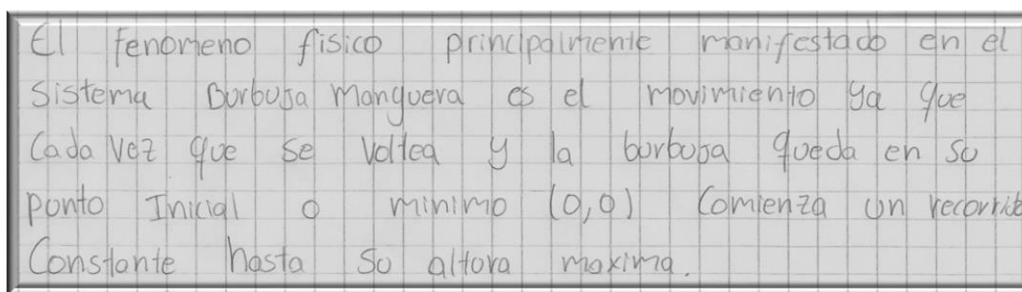 El fenomeno fisico principalmente manifestado en el
Sistema Burbuja Manguera es el movimiento ya que
Cada vez que se voltea y la burbuja queda en su
punto Inicial o minimo (0,0) Comienza un recorrido
Constante hasta su altura maxima.